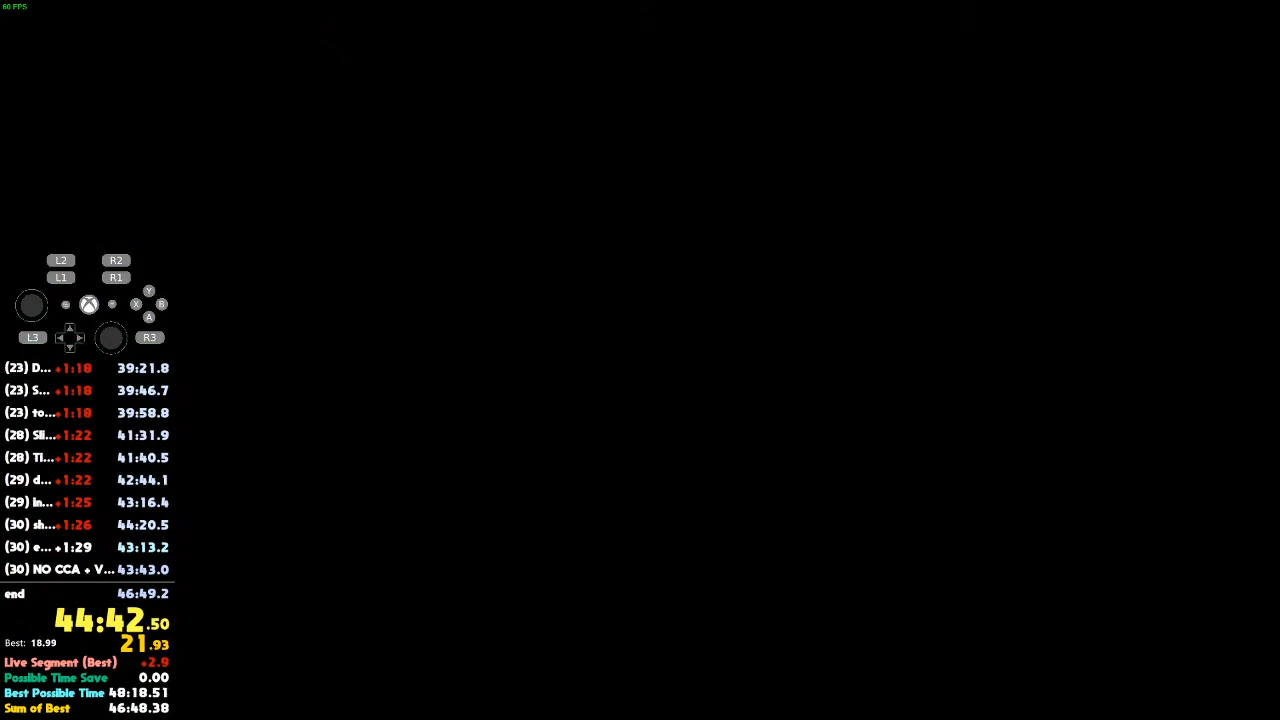 60 FPS
L2 R2
L1 R1
Y
X B
A
L3 R3
(23) D... +1:18 39:21.8
(23) S... +1:18 39:46.7
(23) to... +1:18 39:58.8
(28) Sli... +1:22 41:31.9
(28) Ti... +1:22 41:40.5
(29) d... +1:22 42:44.1
(29) in... +1:25 43:16.4
(30) sh... +1:26 44:20.5
(30) e... +1:29 43:13.2
(30) NO CCA + V... 43:43.0
end 46:49.2
44:42.50
Best: 18.99 21.93
Live Segment (Best) +2.9
Possible Time Save 0.00
Best Possible Time 48:18.51
Sum of Best 46:48.38